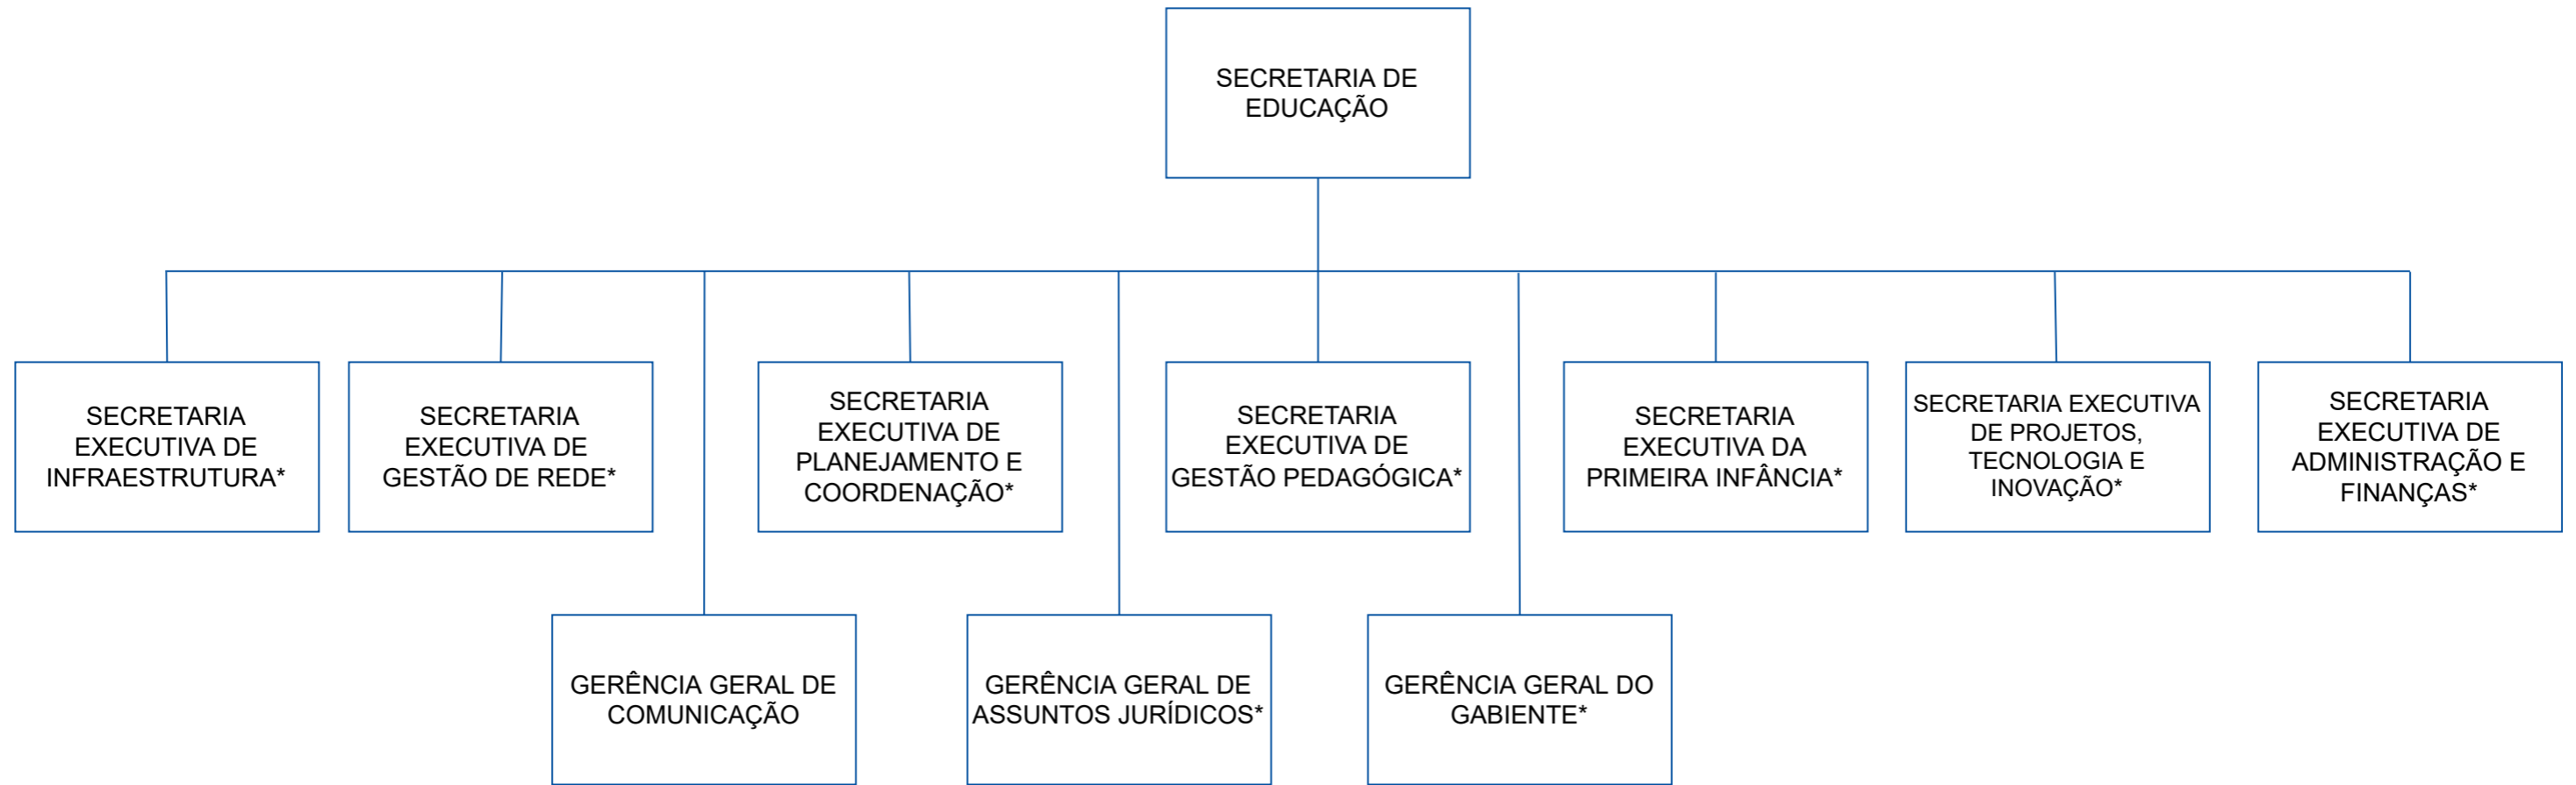 SECRETARIA DE
EDUCAÇÃO
SECRETARIA
EXECUTIVA DE
INFRAESTRUTURA*
SECRETARIA
EXECUTIVA DE
GESTÃO DE REDE*
SECRETARIA
EXECUTIVA DE
PLANEJAMENTO E
COORDENAÇÃO*
SECRETARIA
EXECUTIVA DE
GESTÃO PEDAGÓGICA*
SECRETARIA
EXECUTIVA DA
PRIMEIRA INFÂNCIA*
SECRETARIA EXECUTIVA
DE PROJETOS,
TECNOLOGIA E
INOVAÇÃO*
SECRETARIA
EXECUTIVA DE
ADMINISTRAÇÃO E
FINANÇAS*
GERÊNCIA GERAL DE
COMUNICAÇÃO
GERÊNCIA GERAL DE
ASSUNTOS JURÍDICOS*
GERÊNCIA GERAL DO
GABIENTE*